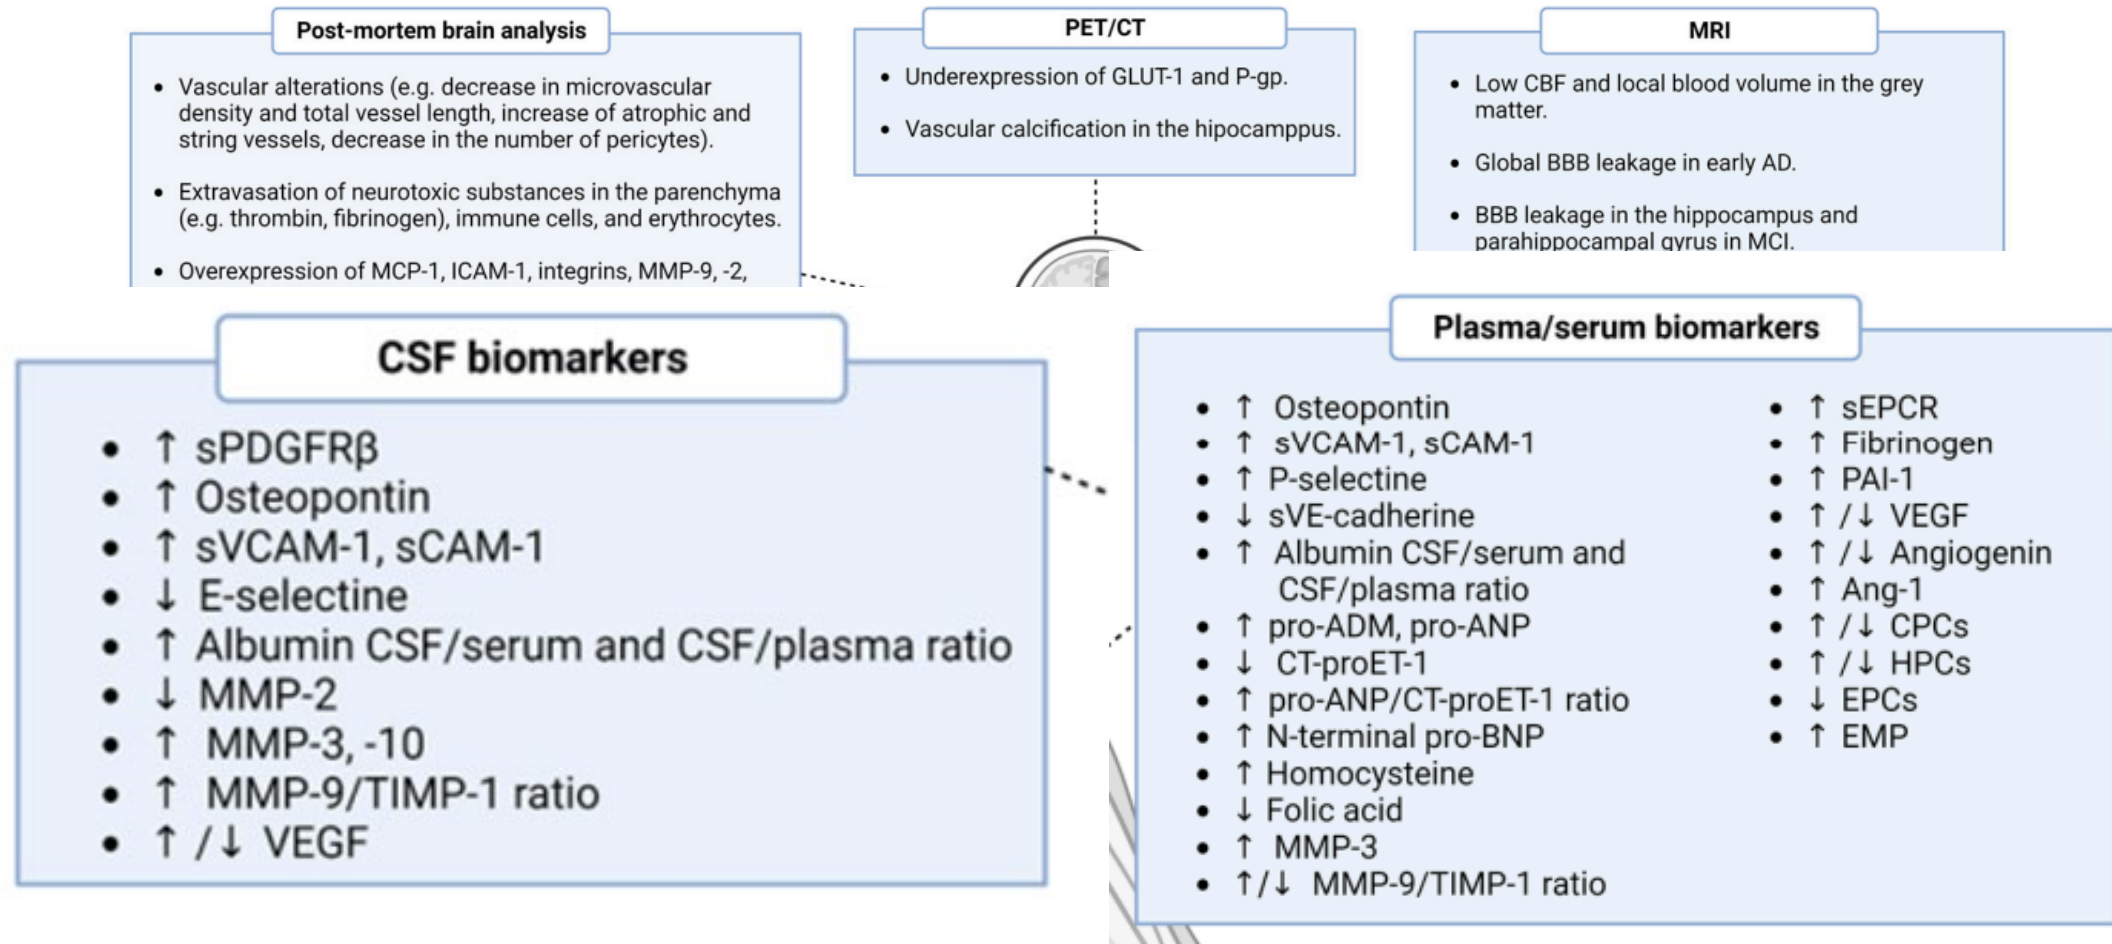 Post-mortem brain analysis
• Vascular alterations (e.g. decrease in microvascular
density and total vessel length, increase of atrophic and
string vessels, decrease in the number of pericytes).
• Extravasation of neurotoxic substances in the parenchyma
(e.g. thrombin, fibrinogen), immune cells, and erythrocytes.
• Overexpression of MCP-1, ICAM-1, integrins, MMP-9, -2,
PET/CT
• Underexpression of GLUT-1 and P-gp.
• Vascular calcification in the hipocamppus.
MRI
• Low CBF and local blood volume in the grey
matter.
• Global BBB leakage in early AD.
• BBB leakage in the hippocampus and
parahippocampal gyrus in MCI.
CSF biomarkers
• ↑ sPDGFRβ
• ↑ Osteopontin
• ↑ sVCAM-1, sCAM-1
• ↓ E-selectine
• ↑ Albumin CSF/serum and CSF/plasma ratio
• ↓ MMP-2
• ↑ MMP-3, -10
• ↑ MMP-9/TIMP-1 ratio
• ↑ /↓ VEGF
Plasma/serum biomarkers
• ↑ Osteopontin
• ↑ sVCAM-1, sCAM-1
• ↑ P-selectine
• ↓ sVE-cadherine
• ↑ Albumin CSF/serum and
CSF/plasma ratio
• ↑ pro-ADM, pro-ANP
• ↓ CT-proET-1
• ↑ pro-ANP/CT-proET-1 ratio
• ↑ N-terminal pro-BNP
• ↑ Homocysteine
• ↓ Folic acid
• ↑ MMP-3
• ↑/↓ MMP-9/TIMP-1 ratio
• ↑ sEPCR
• ↑ Fibrinogen
• ↑ PAI-1
• ↑ /↓ VEGF
• ↑ /↓ Angiogenin
• ↑ Ang-1
• ↑ /↓ CPCs
• ↑ /↓ HPCs
• ↓ EPCs
• ↑ EMP